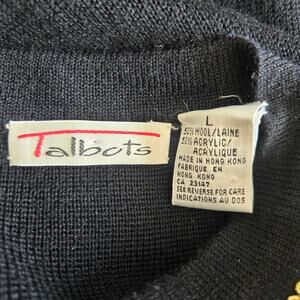 Talbots
L
50% WOOL/LAINE
50% ACRYLIC/
ACRYLIQUE
MADE IN HONG KONG
FABRIQUE EH
HONG KONG
CA 23147
SEE REVERSE FOR CARE
INDICATIONS AU DOS